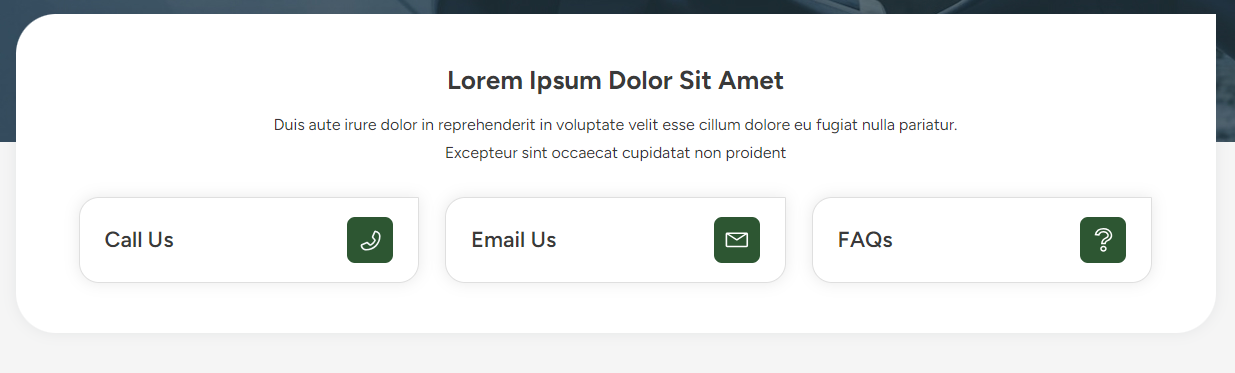 Lorem Ipsum Dolor Sit Amet
Duis aute irure dolor in reprehenderit in voluptate velit esse cillum dolore eu fugiat nulla pariatur.
Excepteur sint occaecat cupidatat non proident
Call Us
Email Us
FAQs